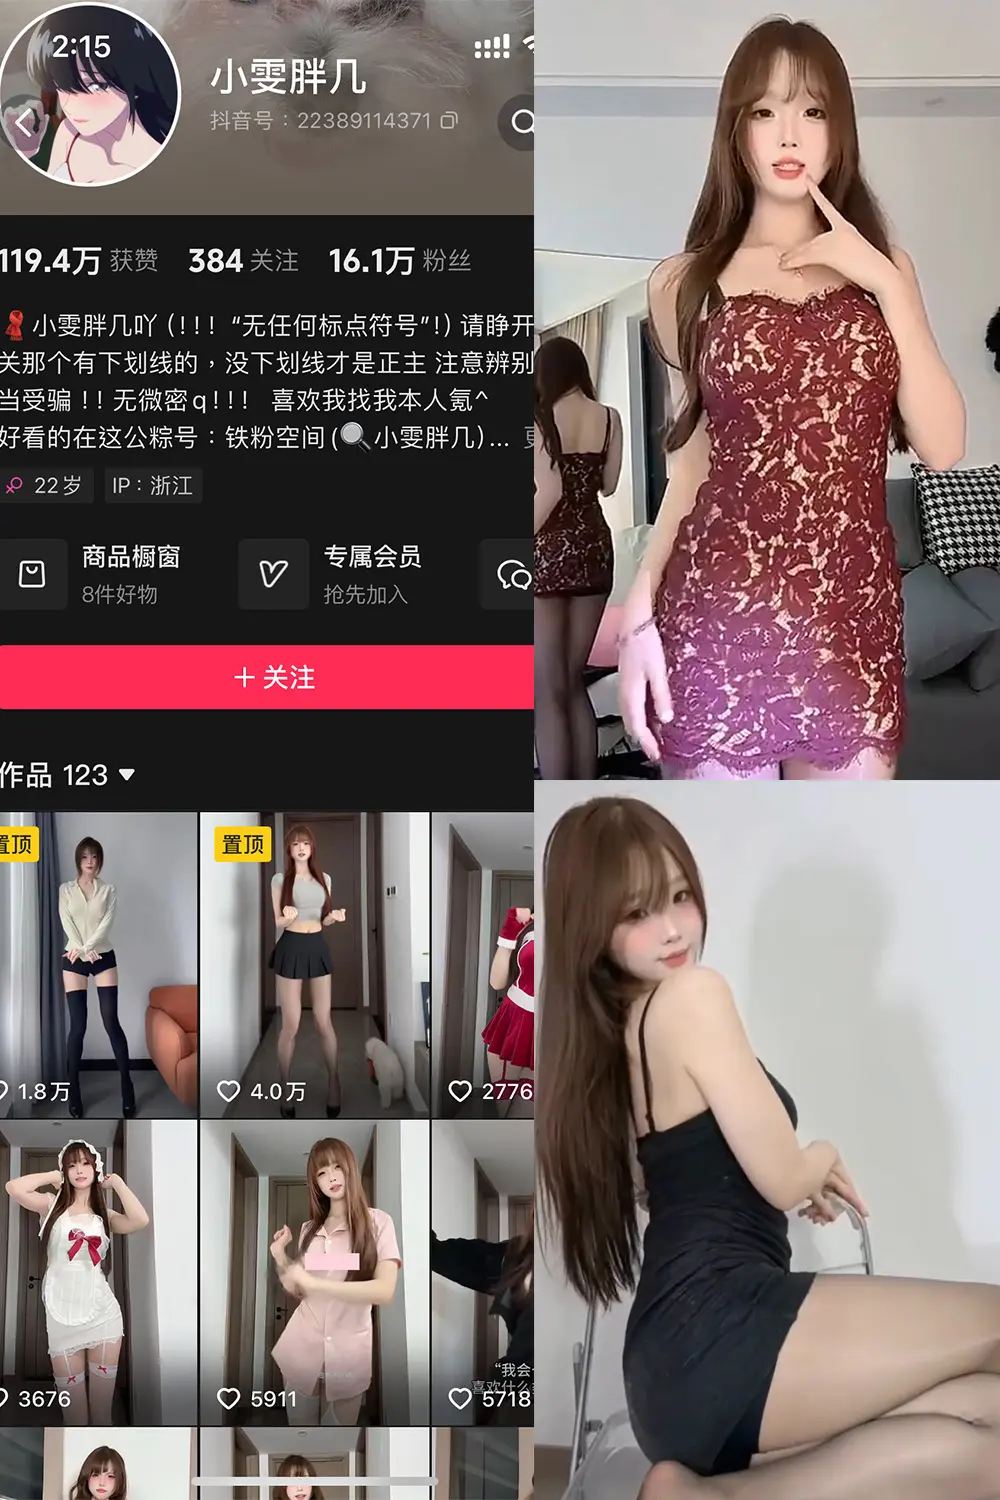 2:15
小雯胖几
抖音号：22389114371
119.4万 获赞 384 关注 16.1万 粉丝
小雯胖几吖 (!!! “无任何标点符号”!) 请睁开
关那个有下划线的，没下划线才是正主 注意辨别
当受骗 !! 无微密q!!! 喜欢我找我本人氪^
好看的在这公粽号：铁粉空间 (🔍小雯胖几)...
22岁 IP：浙江
商品橱窗 专属会员
8件好物 抢先加入
+ 关注
作品 123
置顶 置顶
1.8万 4.0万 2776
“我会
喜欢什么
3676 5911 5718